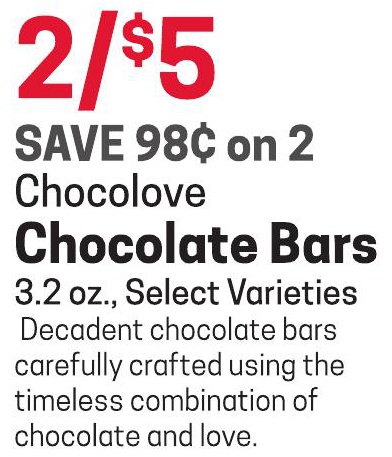 2/$5
SAVE 98¢ on 2
Chocolove
Chocolate Bars
3.2 oz., Select Varieties
Decadent chocolate bars
carefully crafted using the
timeless combination of
chocolate and love.